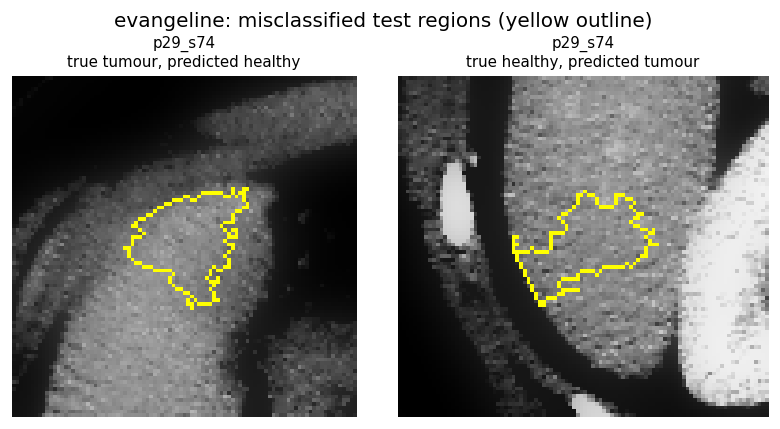 evangeline: misclassified test regions (yellow outline)
p29_s74
true tumour, predicted healthy
p29_s74
true healthy, predicted tumour